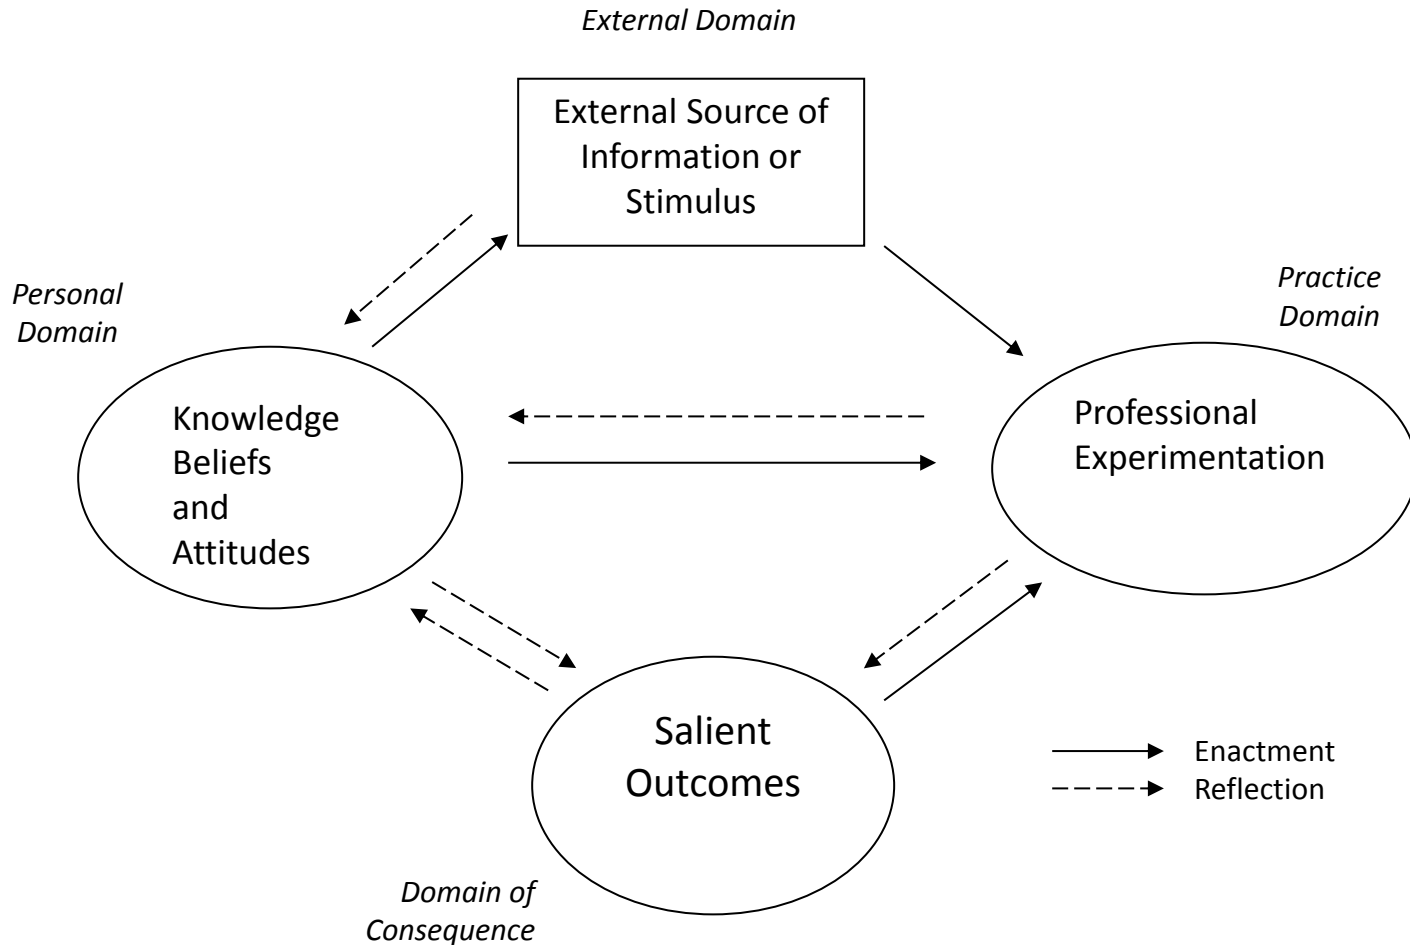 External Domain
External Source of
Information or
Stimulus
Personal
Domain
Practice
Domain
Knowledge
Beliefs
and
Attitudes
Professional
Experimentation
Salient
Outcomes
Enactment
Reflection
Domain of
Consequence